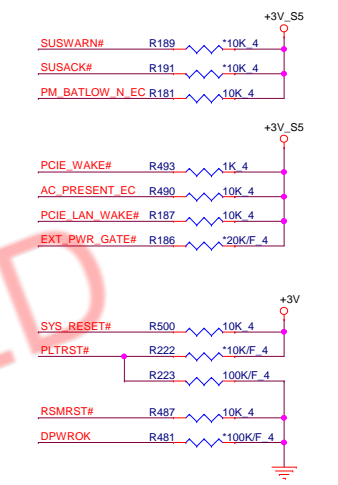 +3V_S5
SUSWARN# R189 *10K_4
SUSACK# R191 *10K_4
PM_BATLOW_N_EC R181 10K_4
+3V_S5
PCIE_WAKE# R493 1K_4
AC_PRESENT_EC R490 10K_4
PCIE_LAN_WAKE# R187 10K_4
EXT_PWR_GATE# R186 *20K/F_4
+3V
SYS_RESET# R500 10K_4
PLTRST# R222 *10K/F_4
R223 100K/F_4
RSMRST# R487 10K_4
DPWROK R481 *100K/F_4